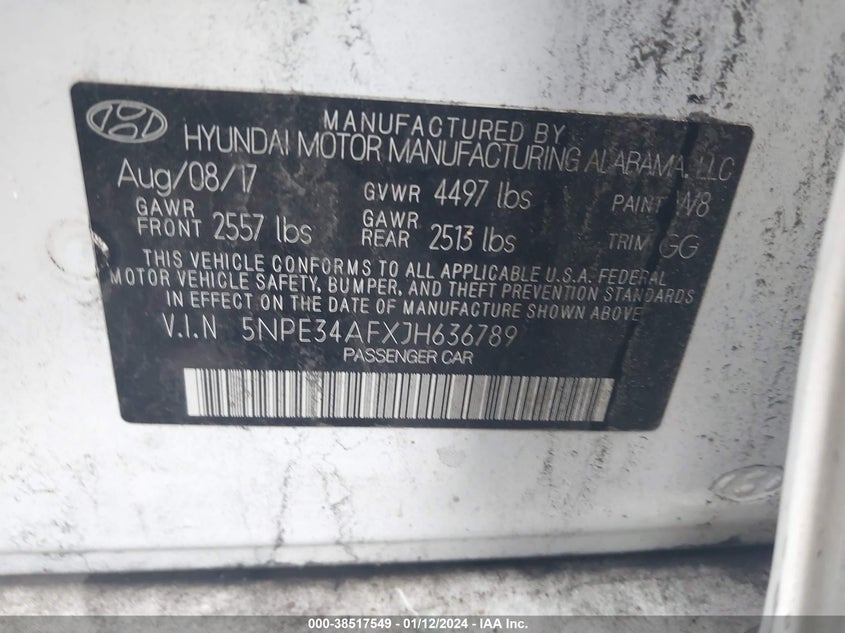 MANUFACTURED BY
HYUNDAI MOTOR MANUFACTURING ALABAMA, LLC
Aug/08/17 GVWR 4497 lbs PAINT W8
GAWR FRONT 2557 lbs GAWR REAR 2513 lbs TRIM GG
THIS VEHICLE CONFORMS TO ALL APPLICABLE U.S.A. FEDERAL
MOTOR VEHICLE SAFETY, BUMPER, AND THEFT PREVENTION STANDARDS
IN EFFECT ON THE DATE OF MANUFACTURE SHOWN ABOVE.
V.I.N 5NPE34AFXJH636789
PASSENGER CAR
000-38517549 - 01/12/2024 - IAA Inc.